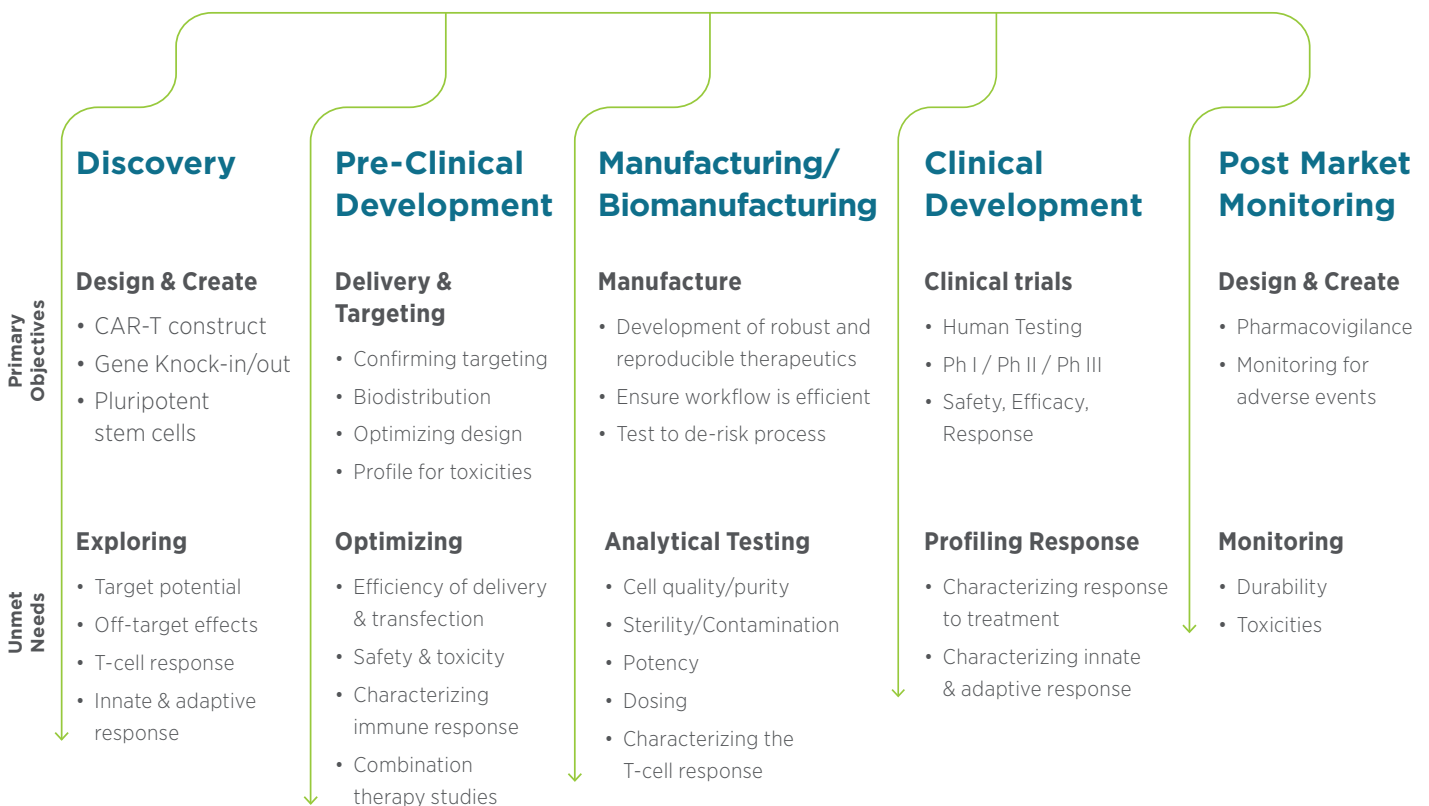 Discovery
Pre-Clinical
Development
Manufacturing/
Biomanufacturing
Clinical
Development
Post Market
Monitoring
Primary
Objectives
Design & Create
• CAR-T construct
• Gene Knock-in/out
• Pluripotent
stem cells
Delivery &
Targeting
• Confirming targeting
• Biodistribution
• Optimizing design
• Profile for toxicities
Manufacture
• Development of robust and
reproducible therapeutics
• Ensure workflow is efficient
• Test to de-risk process
Clinical trials
• Human Testing
• Ph I / Ph II / Ph III
• Safety, Efficacy,
Response
Design & Create
• Pharmacovigilance
• Monitoring for
adverse events
Unmet
Needs
Exploring
• Target potential
• Off-target effects
• T-cell response
• Innate & adaptive
response
Optimizing
• Efficiency of delivery
& transfection
• Safety & toxicity
• Characterizing
immune response
• Combination
therapy studies
Analytical Testing
• Cell quality/purity
• Sterility/Contamination
• Potency
• Dosing
• Characterizing the
T-cell response
Profiling Response
• Characterizing response
to treatment
• Characterizing innate
& adaptive response
Monitoring
• Durability
• Toxicities